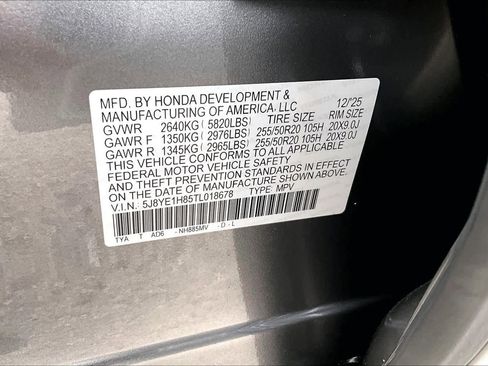 MFD. BY HONDA DEVELOPMENT &
MANUFACTURING OF AMERICA, LLC 12/'25
GVWR 2640KG ( 5820LBS) TIRE SIZE RIM SIZE
GAWR F 1350KG ( 2976LBS) 255/50R20 105H 20X9.0J
GAWR R 1345KG ( 2965LBS) 255/50R20 105H 20X9.0J
THIS VEHICLE CONFORMS TO ALL APPLICABLE
FEDERAL MOTOR VEHICLE SAFETY
AND THEFT PREVENTION STANDARDS IN EFFECT
ON THE DATE OF MANUFACTURE SHOWN ABOVE.
V.I.N: 5J8YE1H85TL018678 TYPE: MPV
TYA T AD6 -NH885MV -D-L